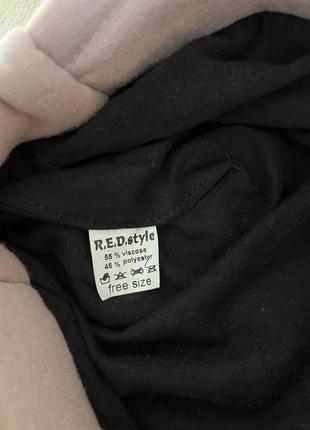 R.E.D.style
55 % viscose
45 % polyester
free size